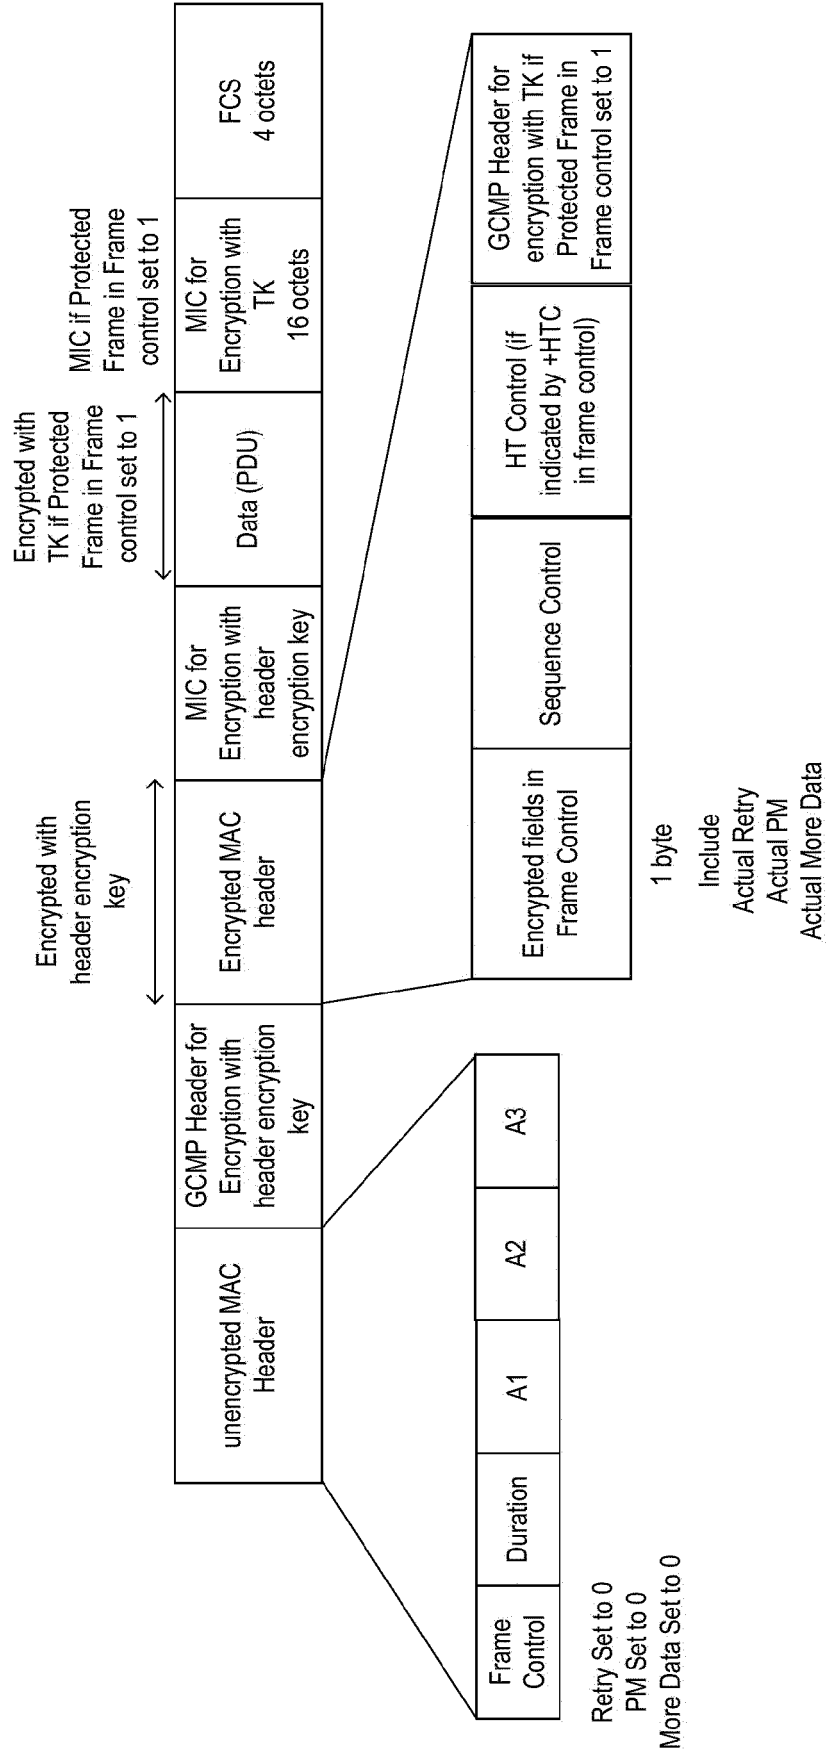 Encrypted with
header encryption
key
Encrypted with
TK if Protected
Frame in Frame
control set to 1
MIC if Protected
Frame in Frame
control set to 1
unencrypted MAC
Header
GCMP Header for
Encryption with
header encryption
key
Encrypted MAC
header
MIC for
Encryption with
header
encryption key
Data (PDU)
MIC for
Encryption with
TK
16 octets
FCS
4 octets
Frame
Control
Duration
A1
A2
A3
Retry Set to 0
PM Set to 0
More Data Set to 0
Encrypted fields in
Frame Control
Sequence Control
HT Control (if
indicated by +HTC
in frame control)
GCMP Header for
encryption with TK if
Protected Frame in
Frame control set to 1
1 byte
Include
Actual Retry
Actual PM
Actual More Data